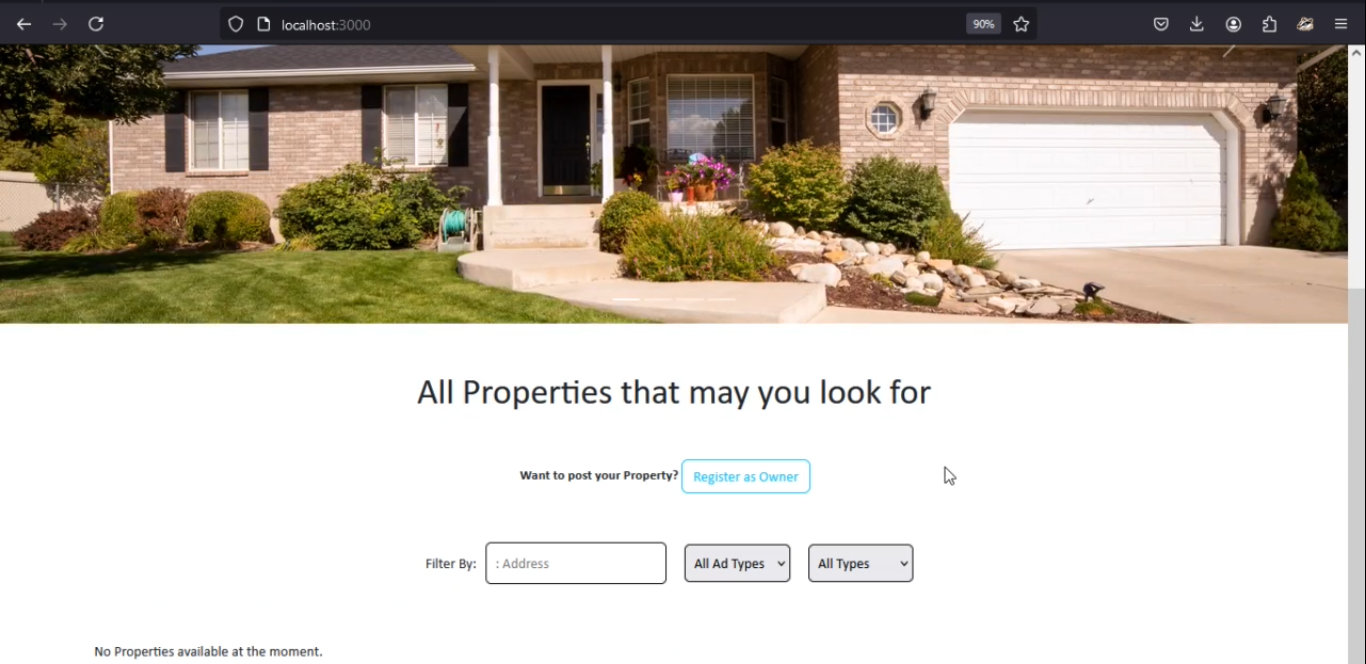 localhost:3000
90%
All Properties that may you look for
Want to post your Property? Register as Owner
Filter By: : Address All Ad Types All Types
No Properties available at the moment.